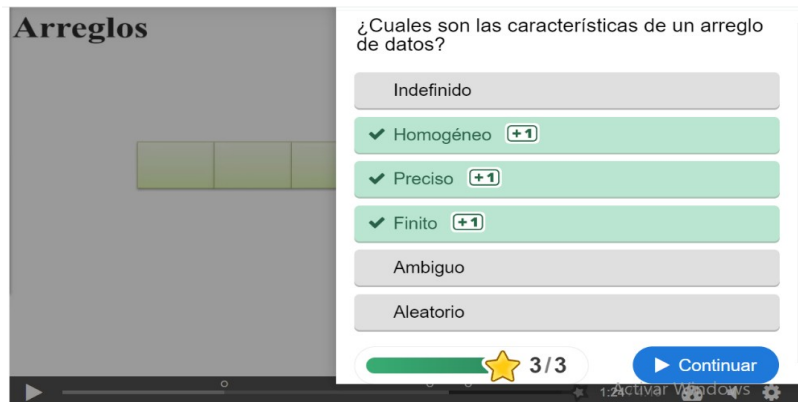 Arreglos
¿Cuales son las características de un arreglo
de datos?
Indefinido
Homogéneo +1
Preciso +1
Finito +1
Ambiguo
Aleatorio
3/3
Continuar
1:24
Activar Windows